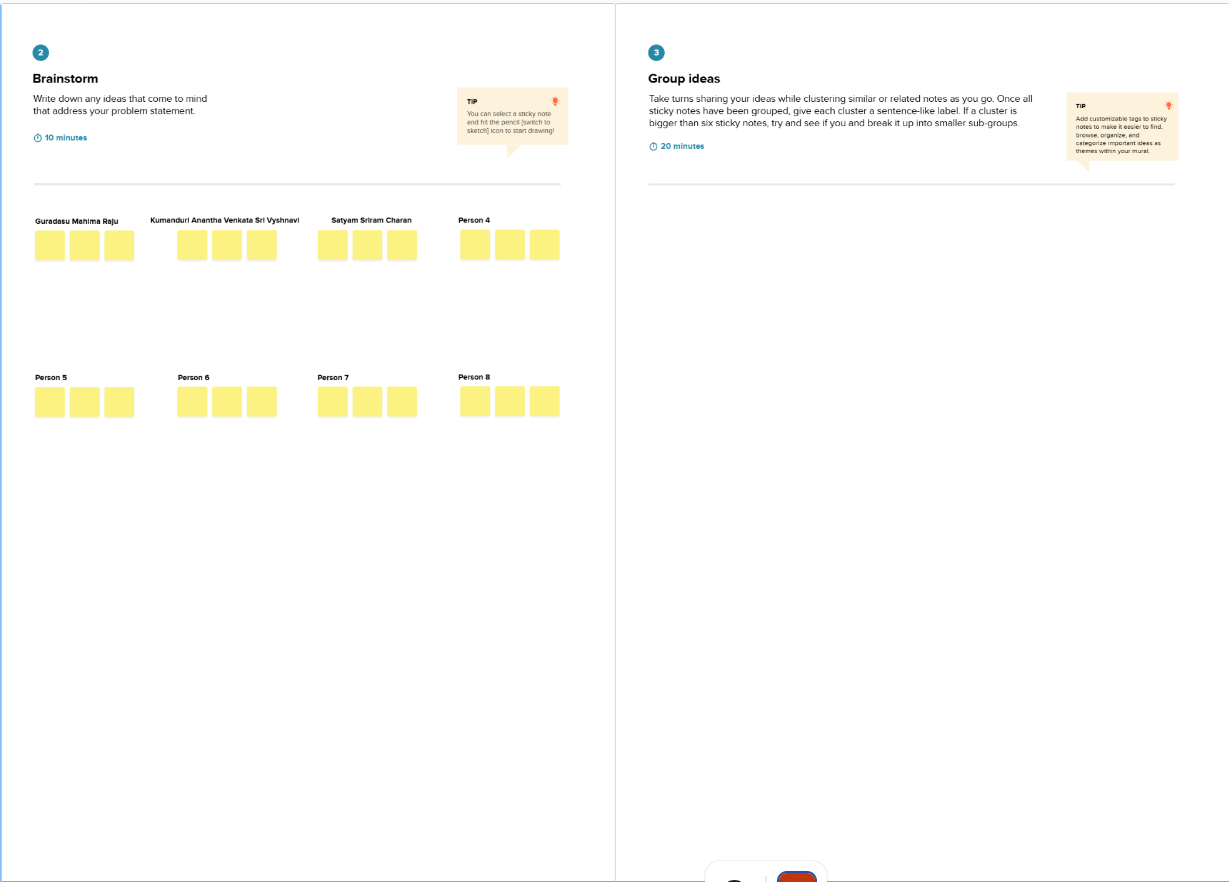 2
Brainstorm
Write down any ideas that come to mind
that address your problem statement.
10 minutes
TIP
You can select a sticky note
and hit the pencil [switch to
sketch] icon to start drawing!
Guradasu Mahima Raju
Kumanduri Anantha Venkata Sri Vyshnavi
Satyam Sriram Charan
Person 4
Person 5
Person 6
Person 7
Person 8
3
Group ideas
Take turns sharing your ideas while clustering similar or related notes as you go. Once all
sticky notes have been grouped, give each cluster a sentence-like label. If a cluster is
bigger than six sticky notes, try and see if you and break it up into smaller sub-groups.
20 minutes
TIP
Add customizable tags to sticky
notes to make it easier to find,
browse, organize, and
categorize important ideas as
themes within your mural.